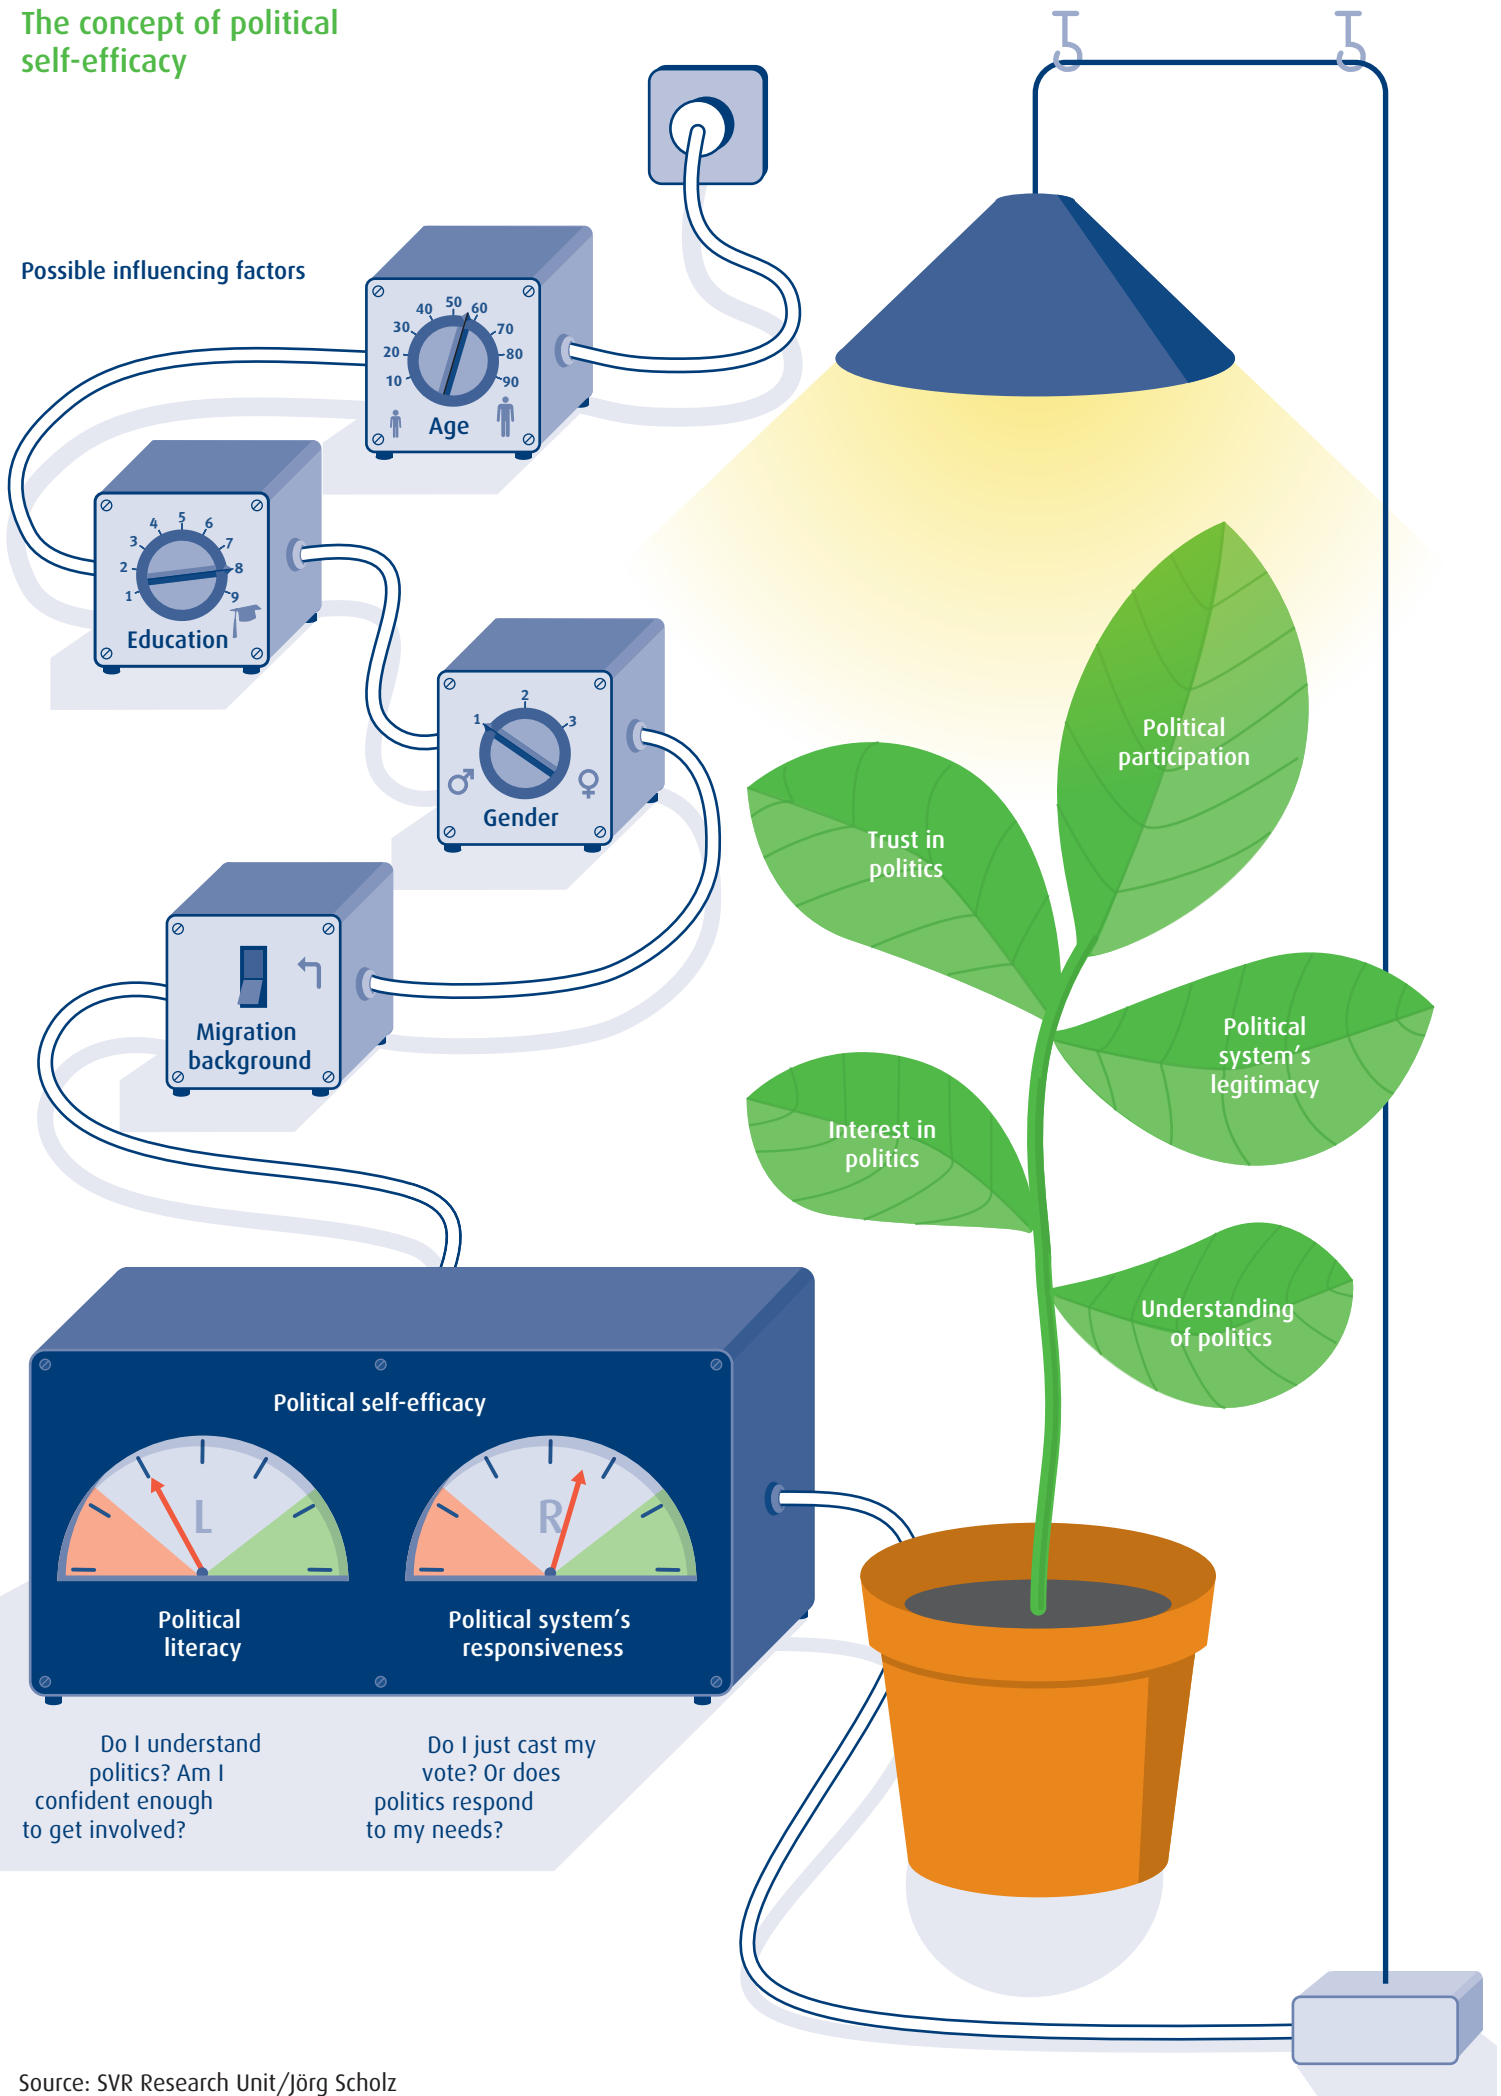 The concept of political
self-efficacy
Possible influencing factors
10
20
30
40
50
60
70
80
90
Age
1
2
3
4
5
6
7
8
9
Education
1
2
3
Gender
Migration
background
Political self-efficacy
L
R
Political
literacy
Political system's
responsiveness
Do I understand
politics? Am I
confident enough
to get involved?
Do I just cast my
vote? Or does
politics respond
to my needs?
Political
participation
Trust in
politics
Political
system's
legitimacy
Interest in
politics
Understanding
of politics
Source: SVR Research Unit/Jörg Scholz